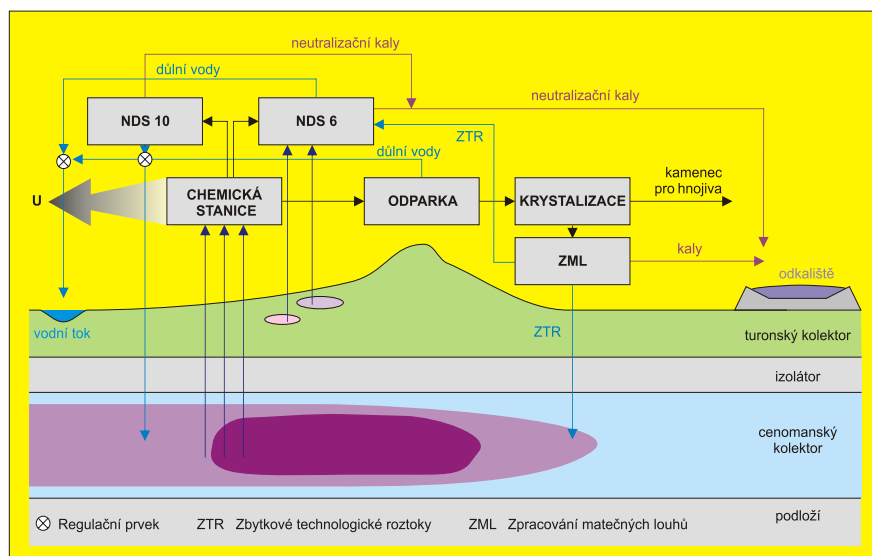 neutralizační kaly
důlní vody
neutralizační kaly
NDS 10
NDS 6
ZTR
důlní vody
kamenec
pro hnojiva
U
CHEMICKÁ
STANICE
ODPARKA
KRYSTALIZACE
ZML
kaly
odkaliště
vodní tok
ZTR
turonský kolektor
izolátor
cenomanský
kolektor
podloží
Regulační prvek
ZTR Zbytkové technologické roztoky
ZML Zpracování matečných louhů